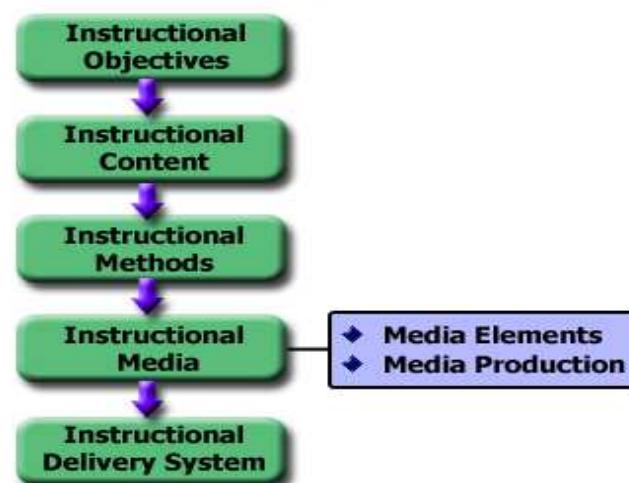 Instructional
Objectives
Instructional
Content
Instructional
Methods
Instructional
Media
Media Elements
Media Production
Instructional
Delivery System